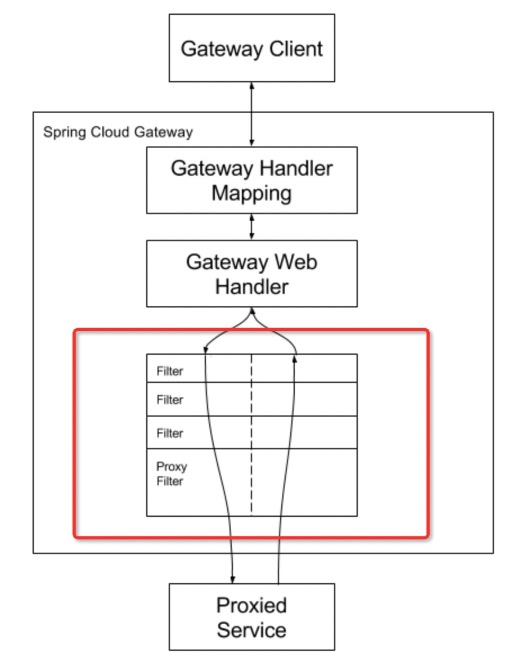 Gateway Client
Spring Cloud Gateway
Gateway Handler
Mapping
Gateway Web
Handler
Filter
Filter
Filter
Proxy
Filter
Proxied
Service